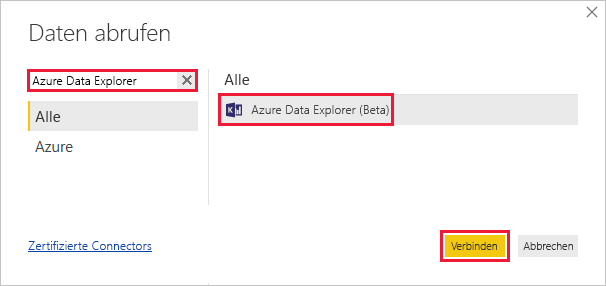 Daten abrufen
Azure Data Explorer
Alle
Azure
Alle
Azure Data Explorer (Beta)
Zertifizierte Connectors
Verbinden
Abbrechen